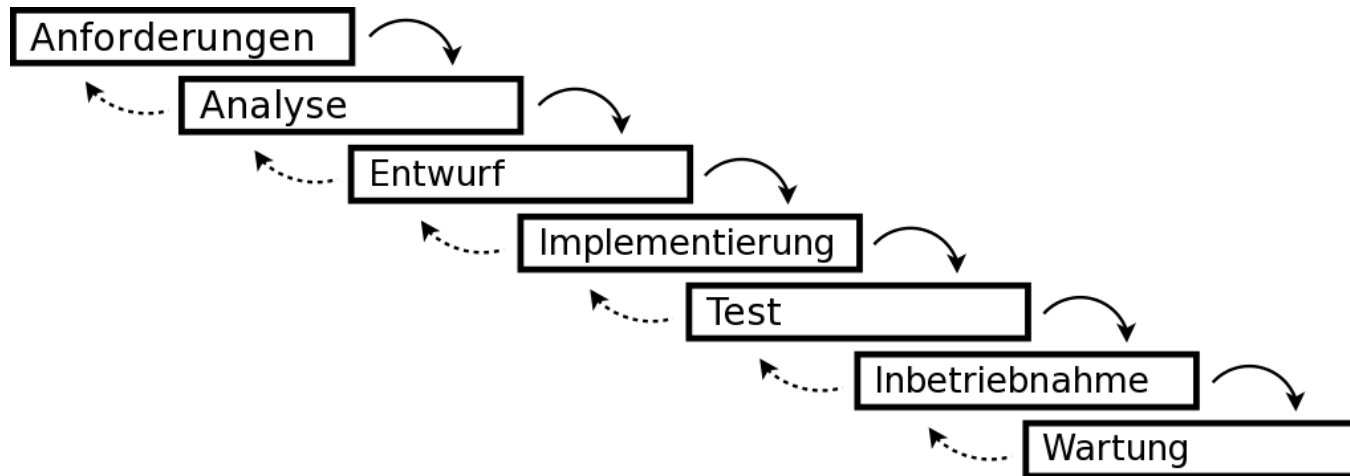 Anforderungen
Analyse
Entwurf
Implementierung
Test
Inbetriebnahme
Wartung